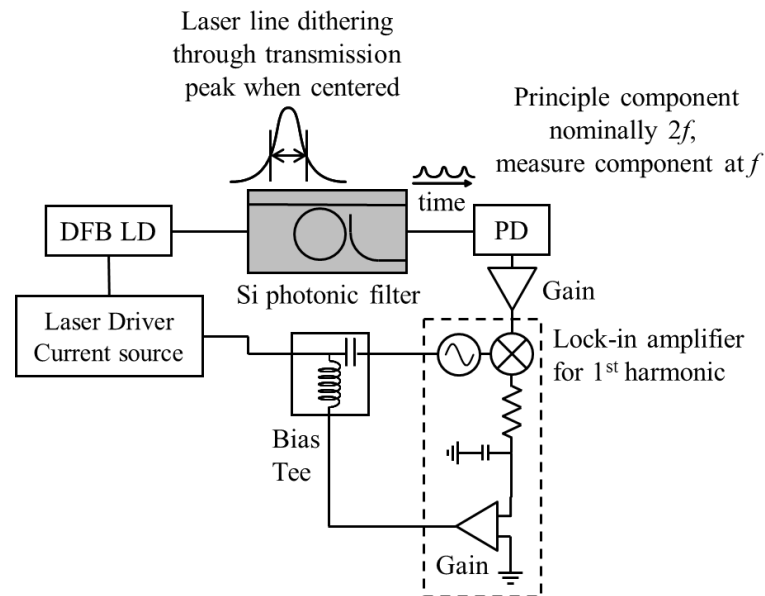 Laser line dithering
through transmission
peak when centered
Principle component
nominally 2f,
measure component at f
time
DFB LD
PD
Si photonic filter
Gain
Laser Driver
Current source
Lock-in amplifier
for 1st harmonic
Bias
Tee
Gain